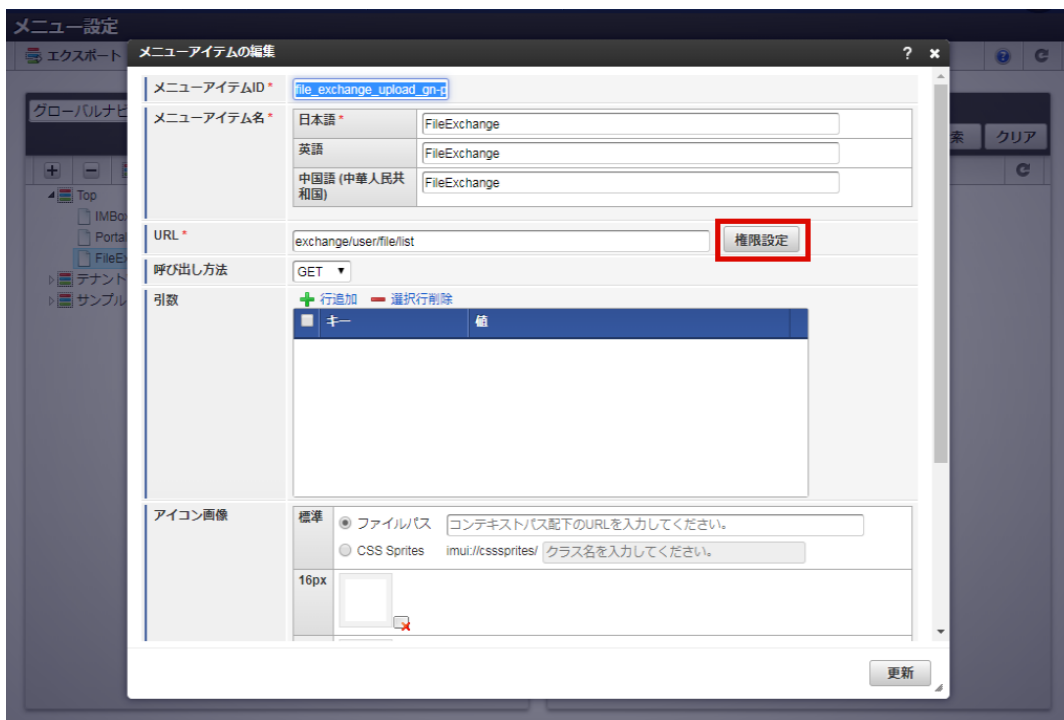 メニュー設定
エクスポート
メニューアイテムの編集
?
グローバルナビ
索
クリア
Top
IMBox
Portal
FileEx
テナント
サンプル
メニューアイテムID *
file_exchange_upload_gn-p
メニューアイテム名 *
日本語 *
FileExchange
英語
FileExchange
中国語 (中華人民共
和国)
FileExchange
URL *
exchange/user/file/list
権限設定
呼び出し方法
GET
引数
行追加
選択行削除
キー
値
アイコン画像
標準
ファイルパス
コンテキストパス配下のURLを入力してください。
CSS Sprites
imui://csssprites/
クラス名を入力してください。
16px
更新